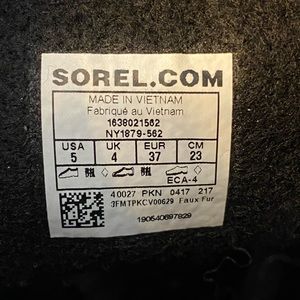 SOREL.COM
MADE IN VIETNAM
Fabriqué au Vietnam
1638021562
NY1879-562
USA UK EUR CM
5 4 37 23
ECA-4
40027 PKN 0417 217
3FMTPKCV00629 Faux Fur
190540697929